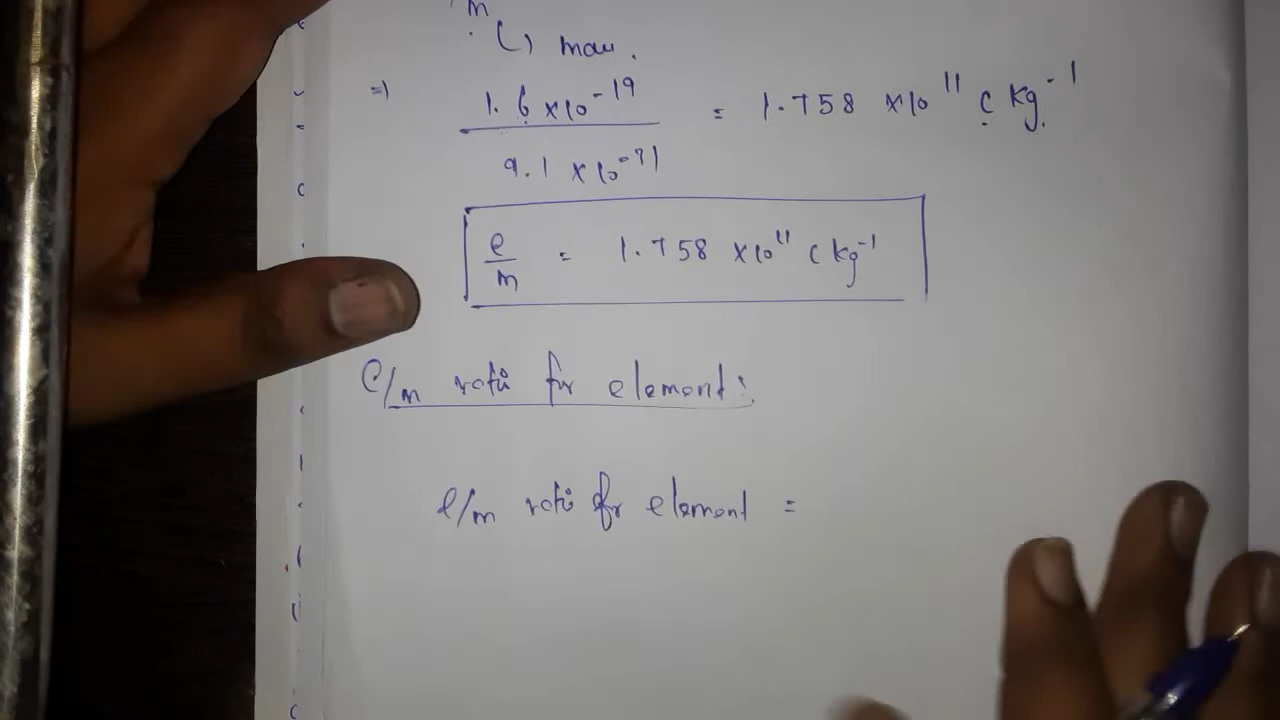 m
(-) mass.
=) 1.6 ×10⁻¹⁹ = 1.758 ×10¹¹ C kg⁻¹
9.1 ×10⁻³¹
e/m = 1.758 ×10¹¹ C kg⁻¹
e/m ratio for element:
e/m ratio for element =